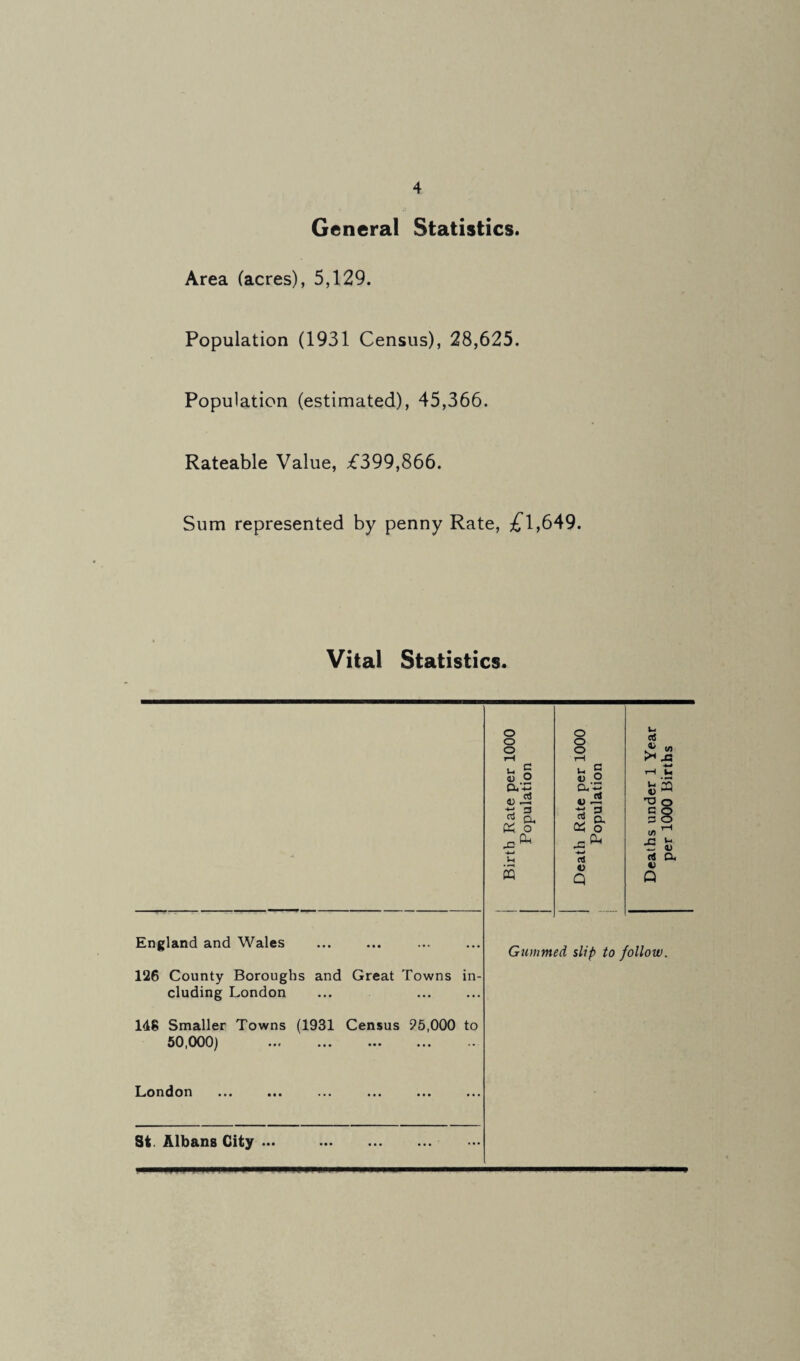 4
General Statistics.
Area (acres), 5,129.
Population (1931 Census), 28,625.
Population (estimated), 45,366.
Rateable Value, £399,866.
Sum represented by penny Rate, £1,649.
Vital Statistics.
Birth Rate per 1000
Population
Death Rate per 1000
Population
Deaths under 1 Year
per 1000 Births
England and Wales ... ... ... ...
Gummed slip to follow.
126 County Boroughs and Great Towns in-
cluding London ... ... ...
148 Smaller Towns (1931 Census 25,000 to
50,000) ... ... ... ... ..
London ... ... ... ... ... ...
St. Albans City ... ... ... ... ...